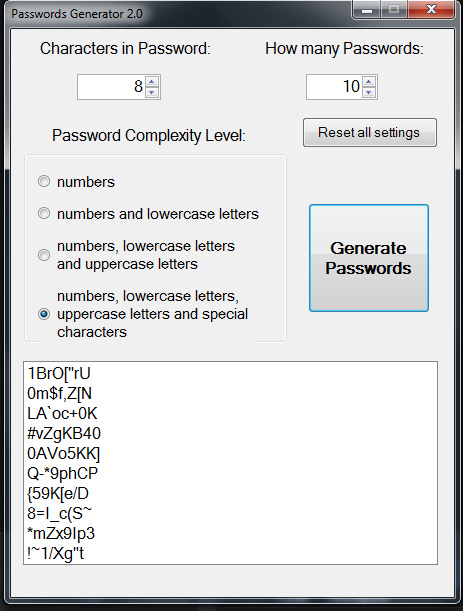 Passwords Generator 2.0
Characters in Password:
How many Passwords:
8
10
Password Complexity Level:
Reset all settings
numbers
numbers and lowercase letters
numbers, lowercase letters
and uppercase letters
numbers, lowercase letters,
uppercase letters and special
characters
Generate
Passwords
1BrO["rU
0m$f,Z[N
LA`oc+0K
#vZgKB40
0AVo5KK]
Q-*9phCP
{59K[e/D
8=I_c(S~
*mZx9Ip3
!~1/Xg"t